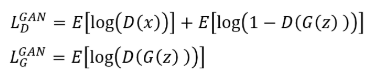 L_D^{GAN} = E[log(D(x))] + E[log(1 − D(G(z)))]
L_G^{GAN} = E[log(D(G(z)))]